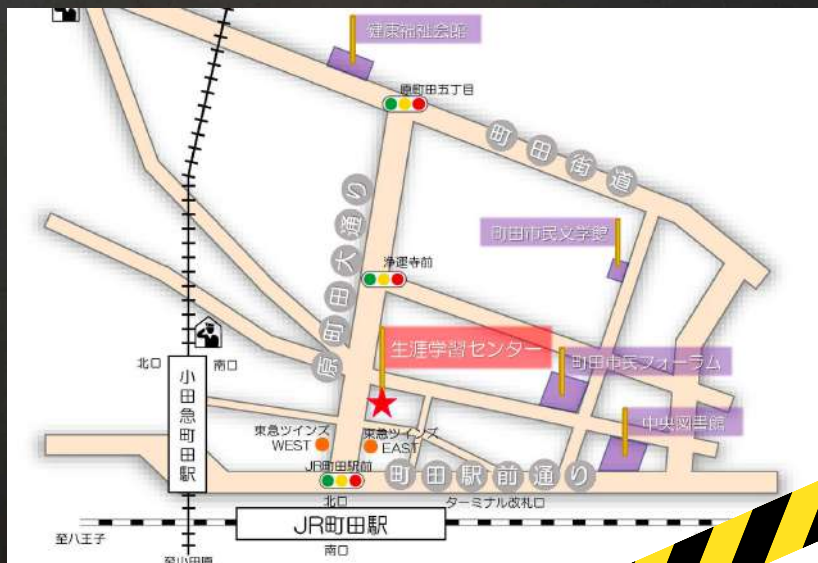 健康福祉会館
原町田五丁目
町田街道
原町田大通り
町田市民文学館
浄運寺前
生涯学習センター
町田市民フォーラム
北口
南口
小田急町田駅
中央図書館
東急ツインズ
WEST
東急ツインズ
EAST
JR町田駅前
町田駅前通り
北口
ターミナル改札口
JR町田駅
南口
至八王子
至小田原